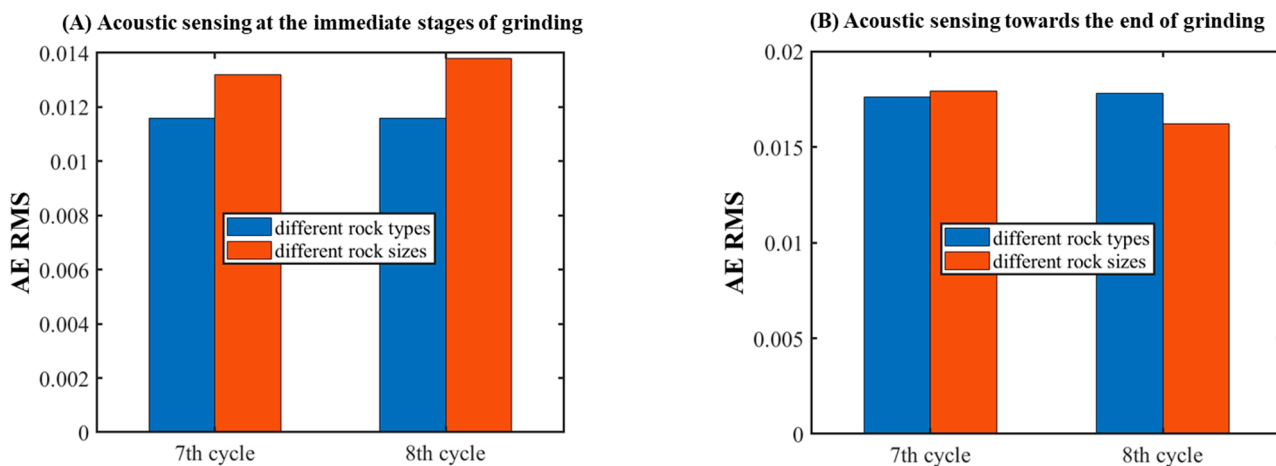 (A) Acoustic sensing at the immediate stages of grinding
0.014
0.012
0.01
0.008
0.006
0.004
0.002
0
AE RMS
different rock types
different rock sizes
7th cycle
8th cycle
(B) Acoustic sensing towards the end of grinding
0.02
0.015
0.01
0.005
0
AE RMS
different rock types
different rock sizes
7th cycle
8th cycle